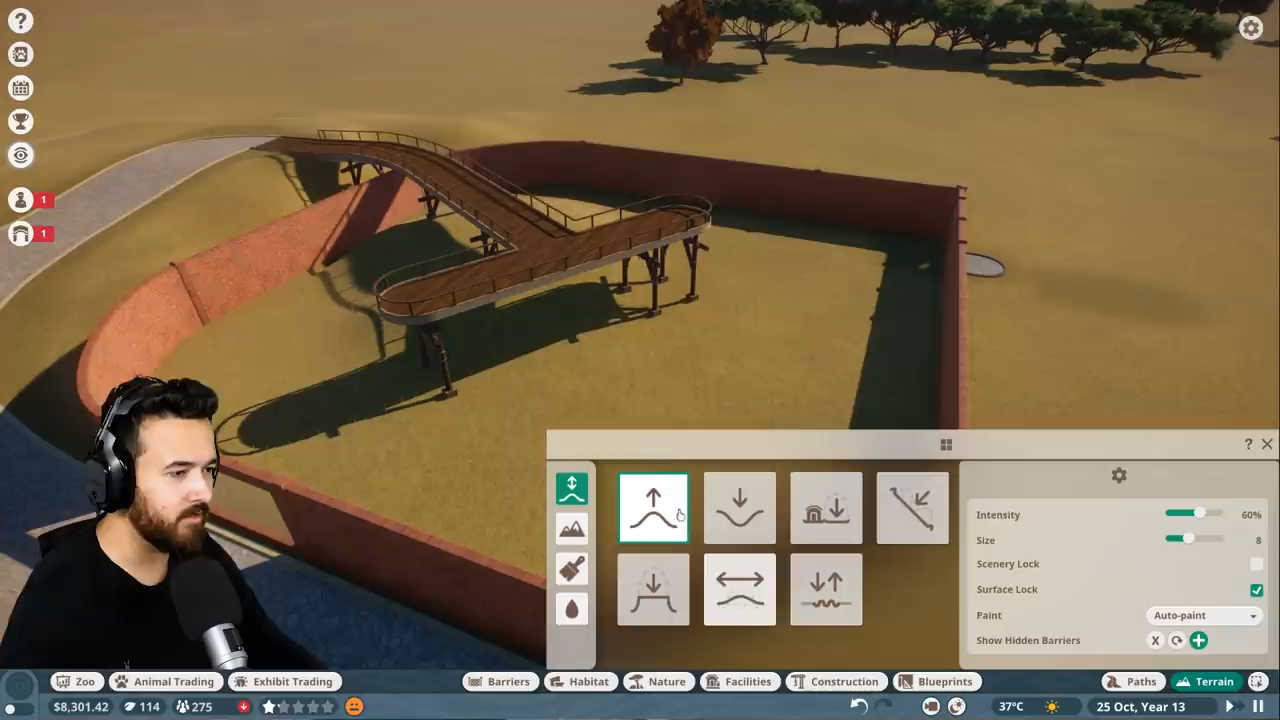 ?
1
1
?
Intensity 60%
Size 8
Scenery Lock
Surface Lock
Paint Auto-paint
Show Hidden Barriers X
Zoo Animal Trading Exhibit Trading Barriers Habitat Nature Facilities Construction Blueprints Paths Terrain
$8,301.42 114 275 37°C 25 Oct, Year 13